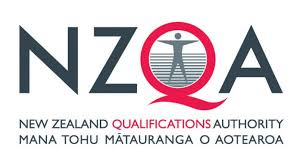 NZQA
NEW ZEALAND QUALIFICATIONS AUTHORITY
MANA TOHU MĀTAURANGA O AOTEAROA